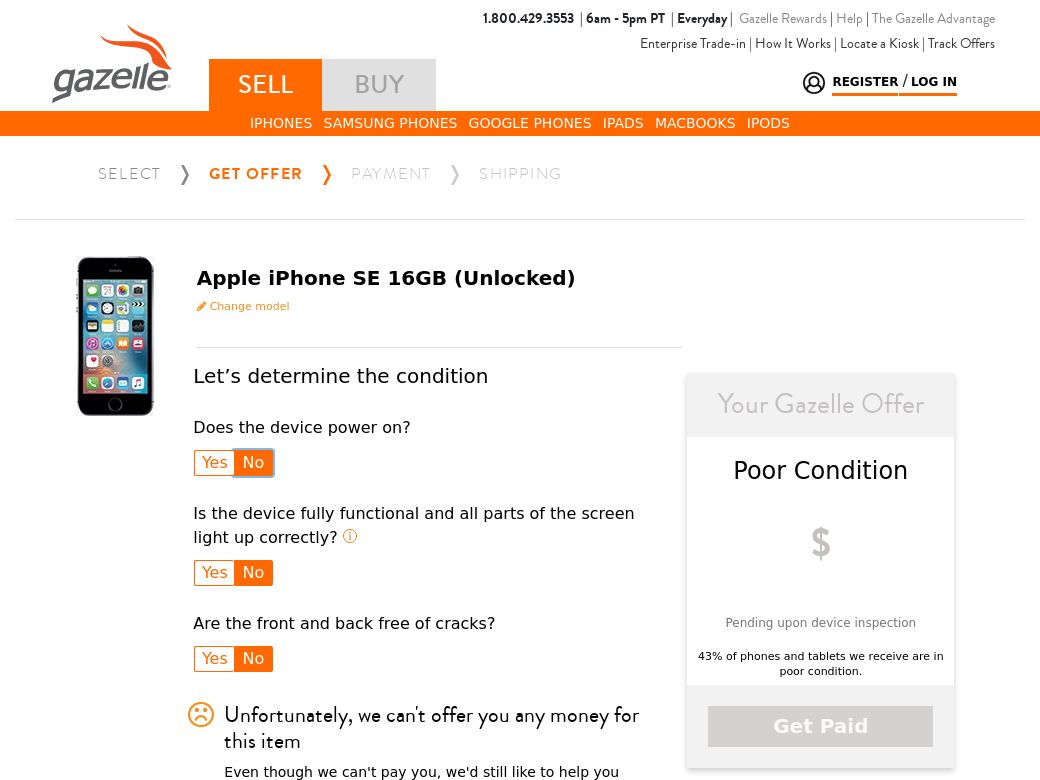 1.800.429.3553 | 6am - 5pm PT | Everyday | Gazelle Rewards | Help | The Gazelle Advantage
Enterprise Trade-in | How It Works | Locate a Kiosk | Track Offers
gazelle
SELL BUY
REGISTER / LOG IN
IPHONES SAMSUNG PHONES GOOGLE PHONES IPADS MACBOOKS IPODS
SELECT GET OFFER PAYMENT SHIPPING
Apple iPhone SE 16GB (Unlocked)
Change model
Let’s determine the condition
Does the device power on?
Yes No
Is the device fully functional and all parts of the screen
light up correctly?
Yes No
Are the front and back free of cracks?
Yes No
Unfortunately, we can't offer you any money for
this item
Even though we can't pay you, we'd still like to help you
Your Gazelle Offer
Poor Condition
$
Pending upon device inspection
43% of phones and tablets we receive are in
poor condition.
Get Paid